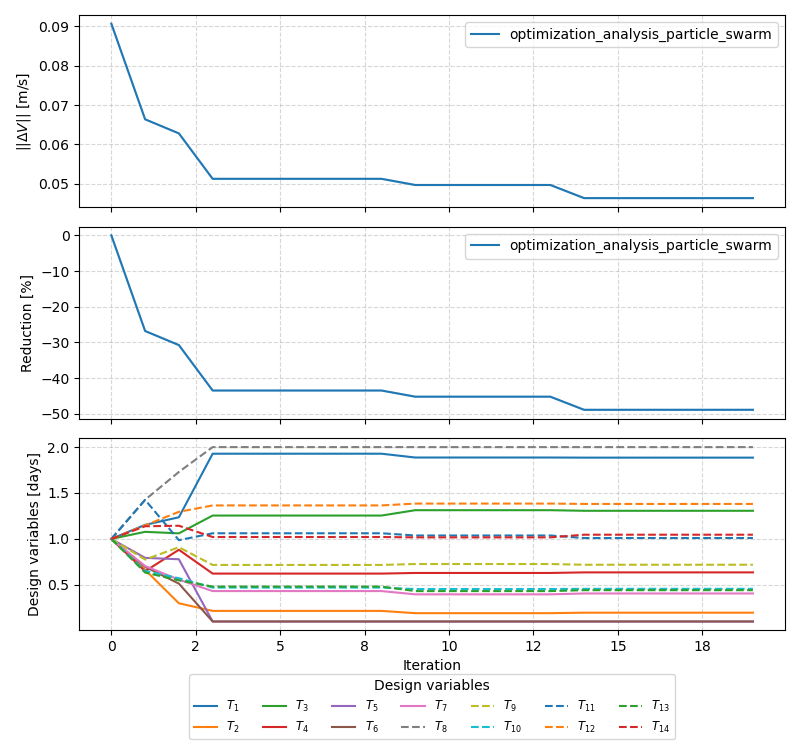 0.09
0.08
0.07
0.06
0.05
||ΔV|| [m/s]
optimization_analysis_particle_swarm
0
−10
−20
−30
−40
−50
Reduction [%]
optimization_analysis_particle_swarm
2.0
1.5
1.0
0.5
Design variables [days]
0 2 5 8 10 12 15 18
Iteration
Design variables
T₁ T₃ T₅ T₇ T₉ T₁₁ T₁₃
T₂ T₄ T₆ T₈ T₁₀ T₁₂ T₁₄